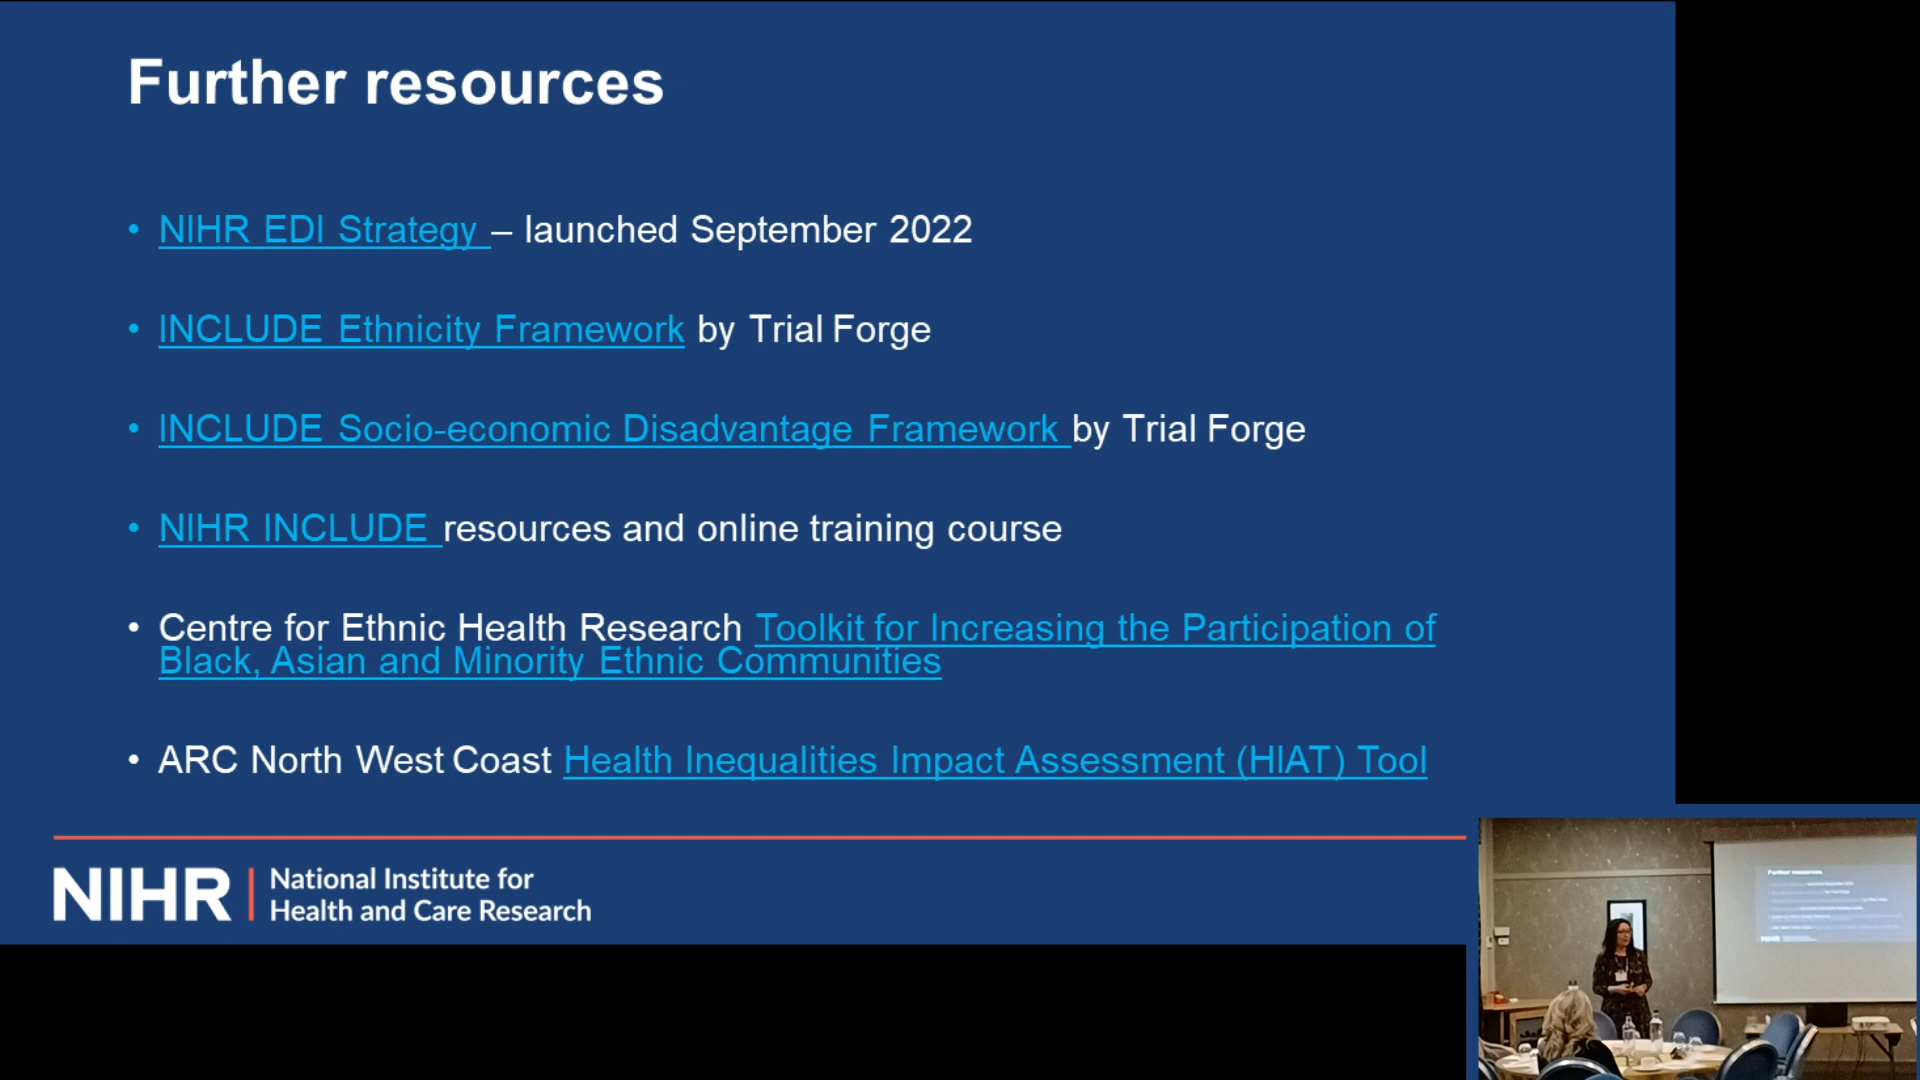 Further resources
• NIHR EDI Strategy – launched September 2022
• INCLUDE Ethnicity Framework by Trial Forge
• INCLUDE Socio-economic Disadvantage Framework by Trial Forge
• NIHR INCLUDE resources and online training course
• Centre for Ethnic Health Research Toolkit for Increasing the Participation of
Black, Asian and Minority Ethnic Communities
• ARC North West Coast Health Inequalities Impact Assessment (HIAT) Tool
NIHR | National Institute for
Health and Care Research
Further resources
NIHR